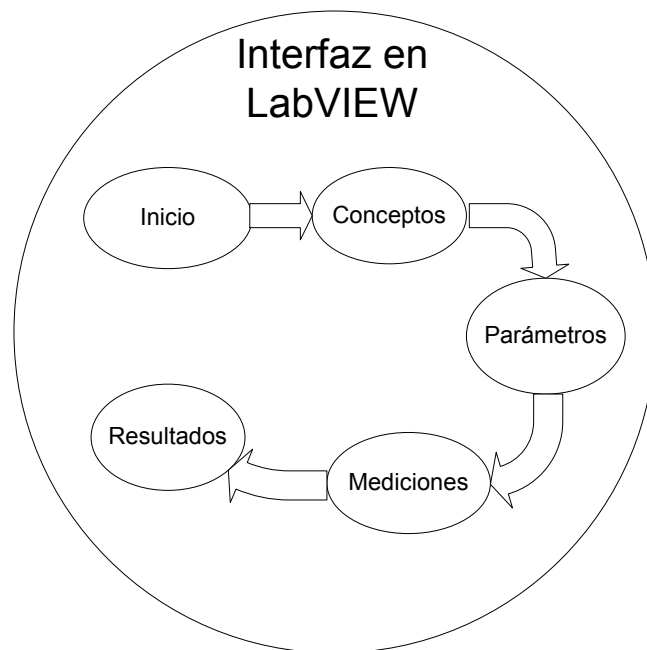 Interfaz en
LabVIEW
Inicio
Conceptos
Parámetros
Mediciones
Resultados